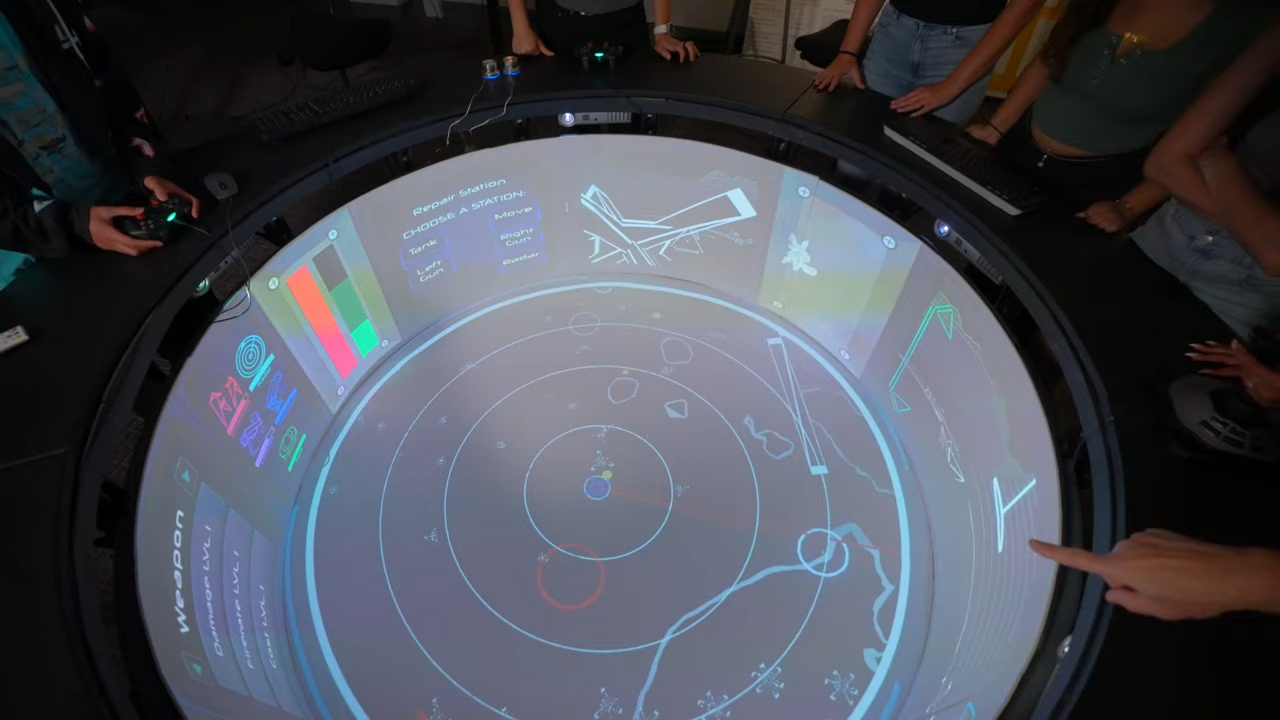 Repair Station
CHOOSE A STATION:
Tank
Move
Left Gun
Right Gun
Radar
Weapon
Damage LVL 1
Firerate LVL 1
Cost LVL 1